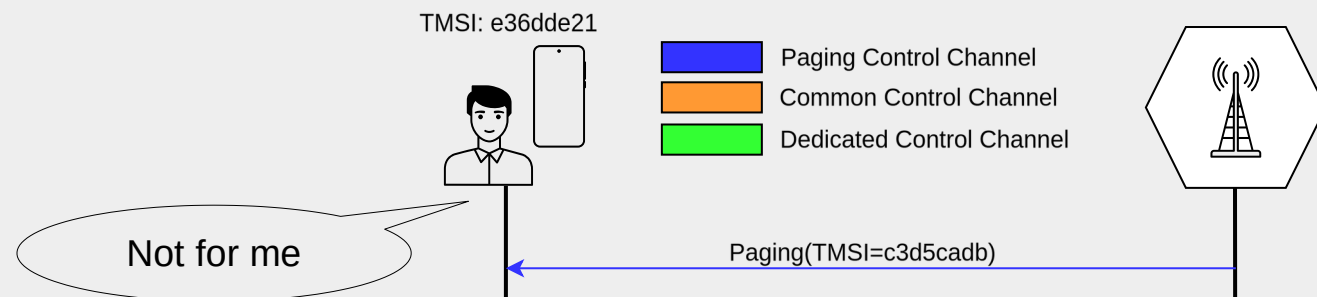 TMSI: e36dde21
Paging Control Channel
Common Control Channel
Dedicated Control Channel
Not for me
Paging(TMSI=c3d5cadb)